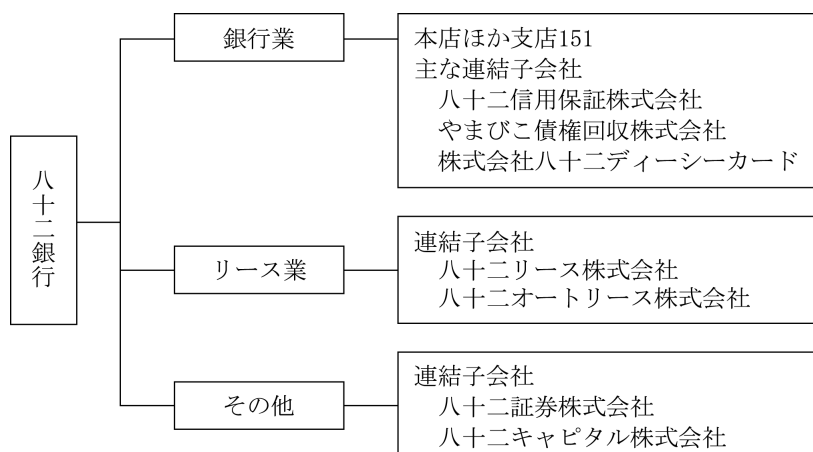 八十二銀行
銀行業
本店ほか支店151
主な連結子会社
八十二信用保証株式会社
やまびこ債権回収株式会社
株式会社八十二ディーシーカード
リース業
連結子会社
八十二リース株式会社
八十二オートリース株式会社
その他
連結子会社
八十二証券株式会社
八十二キャピタル株式会社